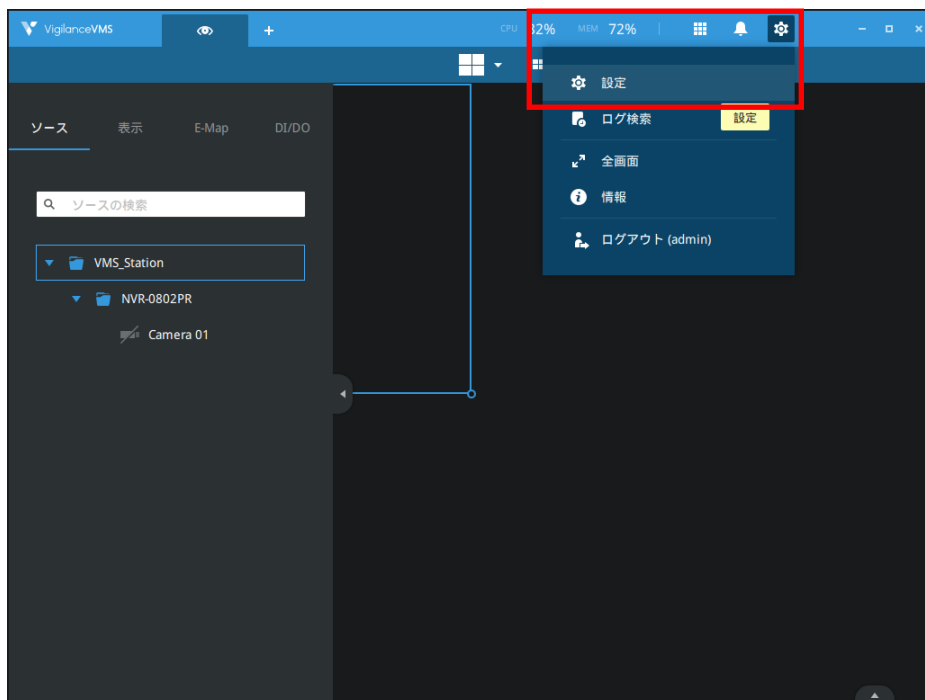 VigilanceVMS
CPU 32% MEM 72%
設定
ログ検索
設定
全画面
情報
ログアウト (admin)
ソース 表示 E-Map DI/DO
ソースの検索
VMS_Station
NVR-0802PR
Camera 01